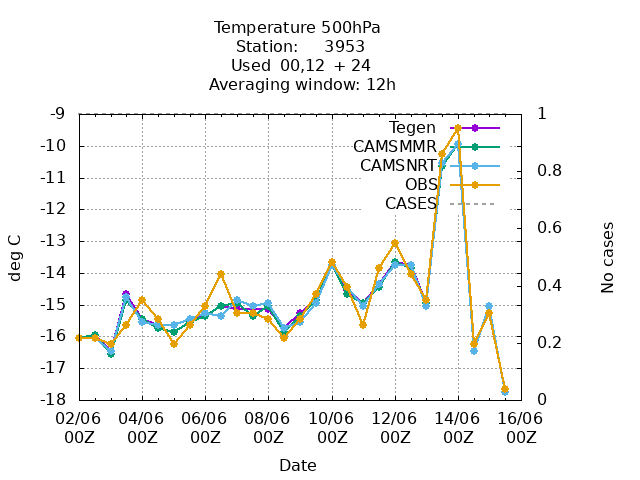 Temperature 500hPa
Station: 3953
Used 00,12 + 24
Averaging window: 12h
-9
-10
-11
-12
-13
-14
-15
-16
-17
-18
1
0.8
0.6
0.4
0.2
0
Tegen
CAMSMMR
CAMSNRT
OBS
CASES
deg C
No cases
02/06 04/06 06/06 08/06 10/06 12/06 14/06 16/06
00Z 00Z 00Z 00Z 00Z 00Z 00Z 00Z
Date